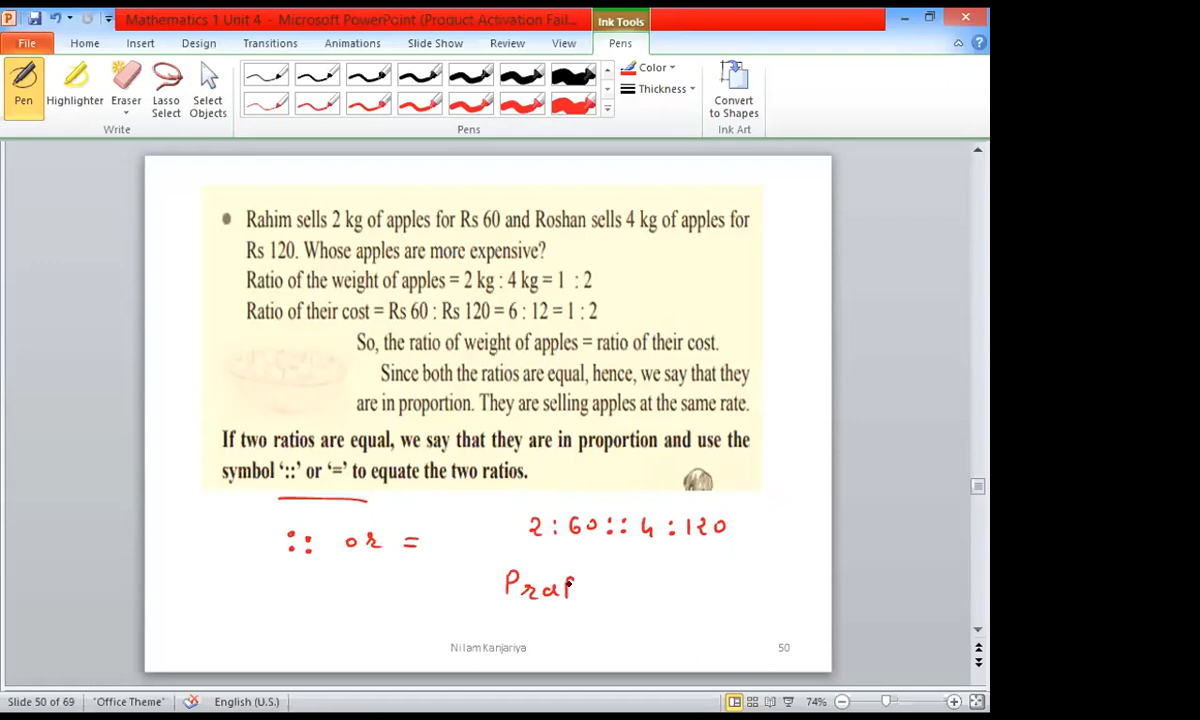 Mathematics 1 Unit 4 - Microsoft PowerPoint (Product Activation Fail...
Ink Tools
File Home Insert Design Transitions Animations Slide Show Review View Pens
Pen Highlighter Eraser Lasso Select Select Objects
Color
Thickness
Convert to Shapes
Write Pens Ink Art
Rahim sells 2 kg of apples for Rs 60 and Roshan sells 4 kg of apples for
Rs 120. Whose apples are more expensive?
Ratio of the weight of apples = 2 kg : 4 kg = 1 : 2
Ratio of their cost = Rs 60 : Rs 120 = 6 : 12 = 1 : 2
So, the ratio of weight of apples = ratio of their cost.
Since both the ratios are equal, hence, we say that they
are in proportion. They are selling apples at the same rate.
If two ratios are equal, we say that they are in proportion and use the
symbol ‘::’ or ‘=’ to equate the two ratios.
:: or =
2 : 60 :: 4 : 120
Prop
Nilam Kanjariya
50
Slide 50 of 69 "Office Theme" English (U.S.) 74%